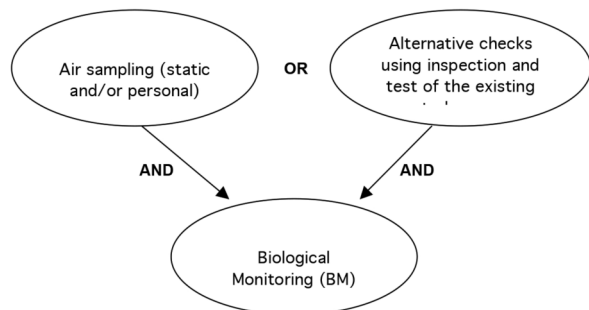 Air sampling (static
and/or personal)
OR
Alternative checks
using inspection and
test of the existing
AND
AND
Biological
Monitoring (BM)